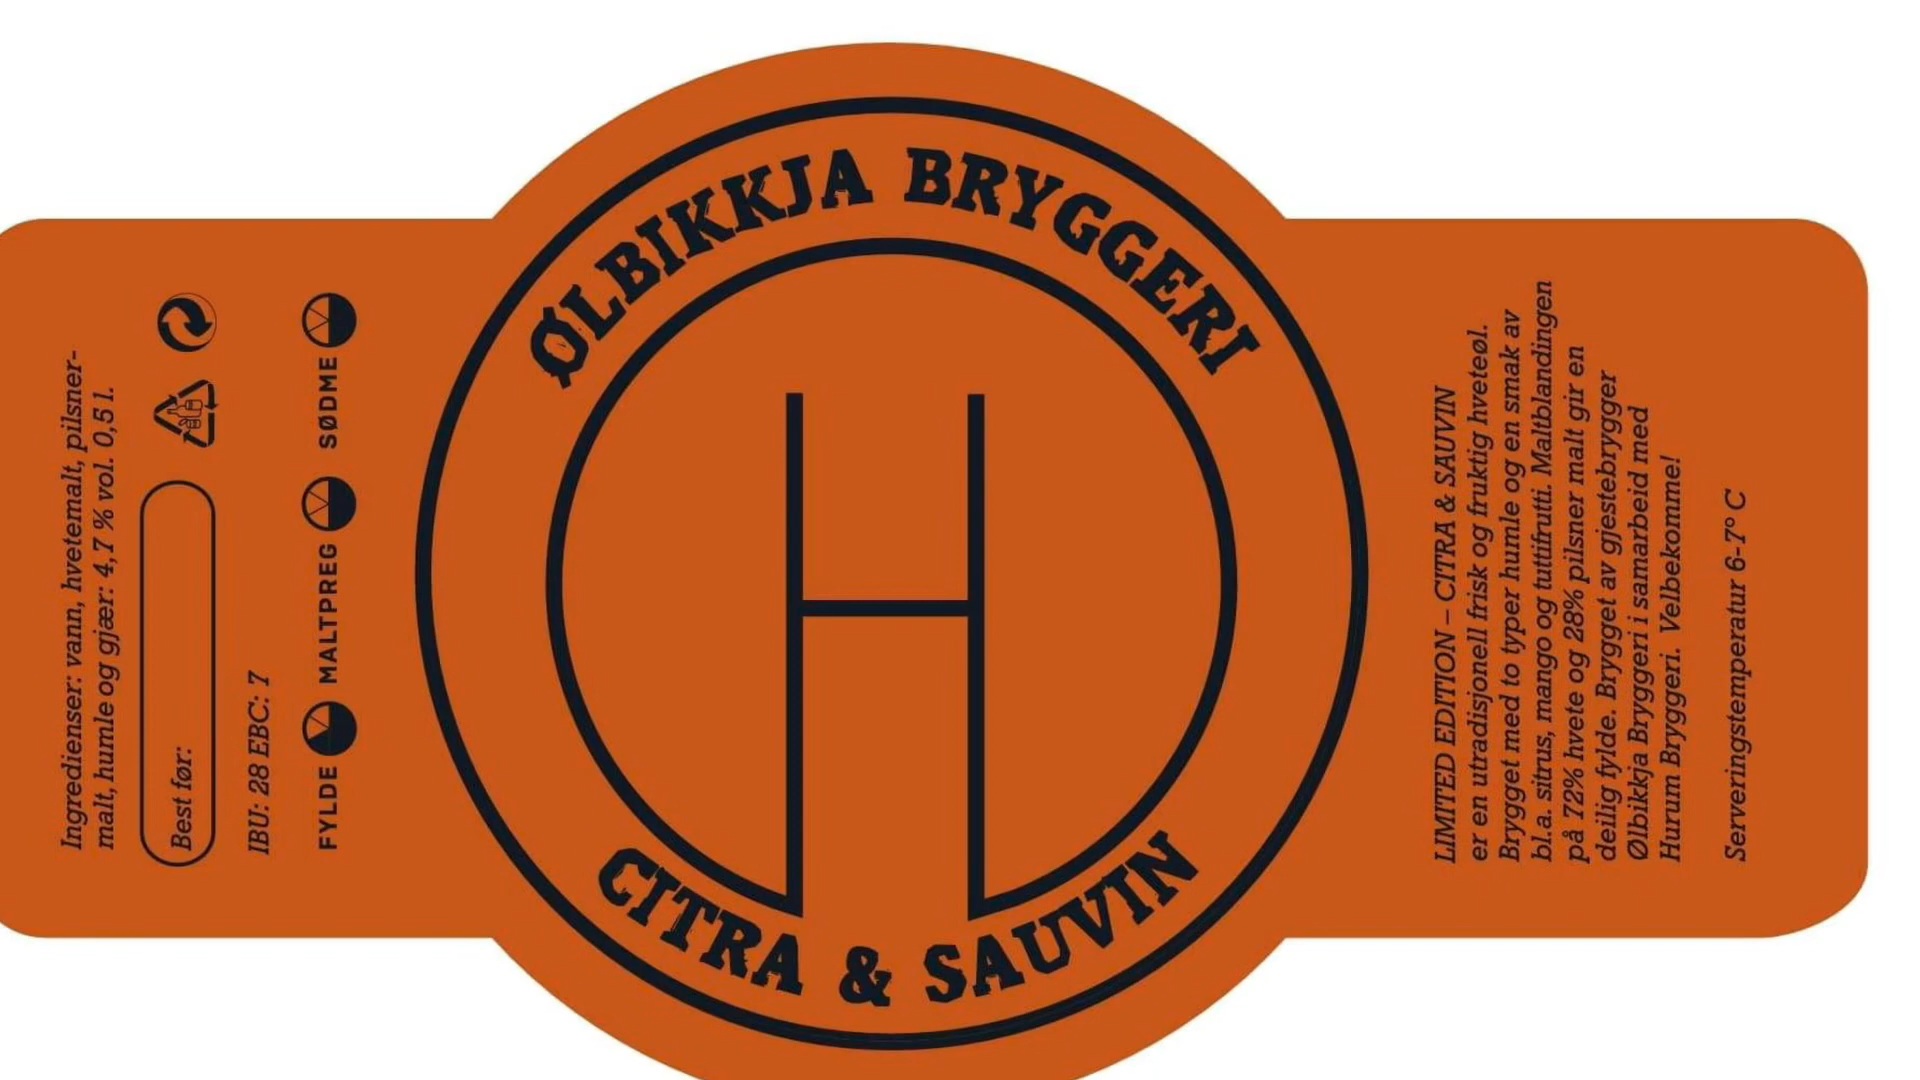 Ingredienser: vann, hvetemalt, pilsner-
malt, humle og gjær: 4,7 % vol. 0,5 l.
Best før:
IBU: 28 EBC: 7
FYLDE MALTPREG SØDME
ØLBIKKJA BRYGGERI
H
CITRA & SAUVIN
LIMITED EDITION – CITRA & SAUVIN
er en utradisjonell frisk og fruktig hveteøl.
Brygget med to typer humle og en smak av
bl.a. sitrus, mango og tuttifrutti. Maltblandingen
på 72% hvete og 28% pilsner malt gir en
deilig fylde. Brygget av gjestebrygger
Ølbikkja Bryggeri i samarbeid med
Hurum Bryggeri. Velbekomme!
Serveringstemperatur 6-7° C